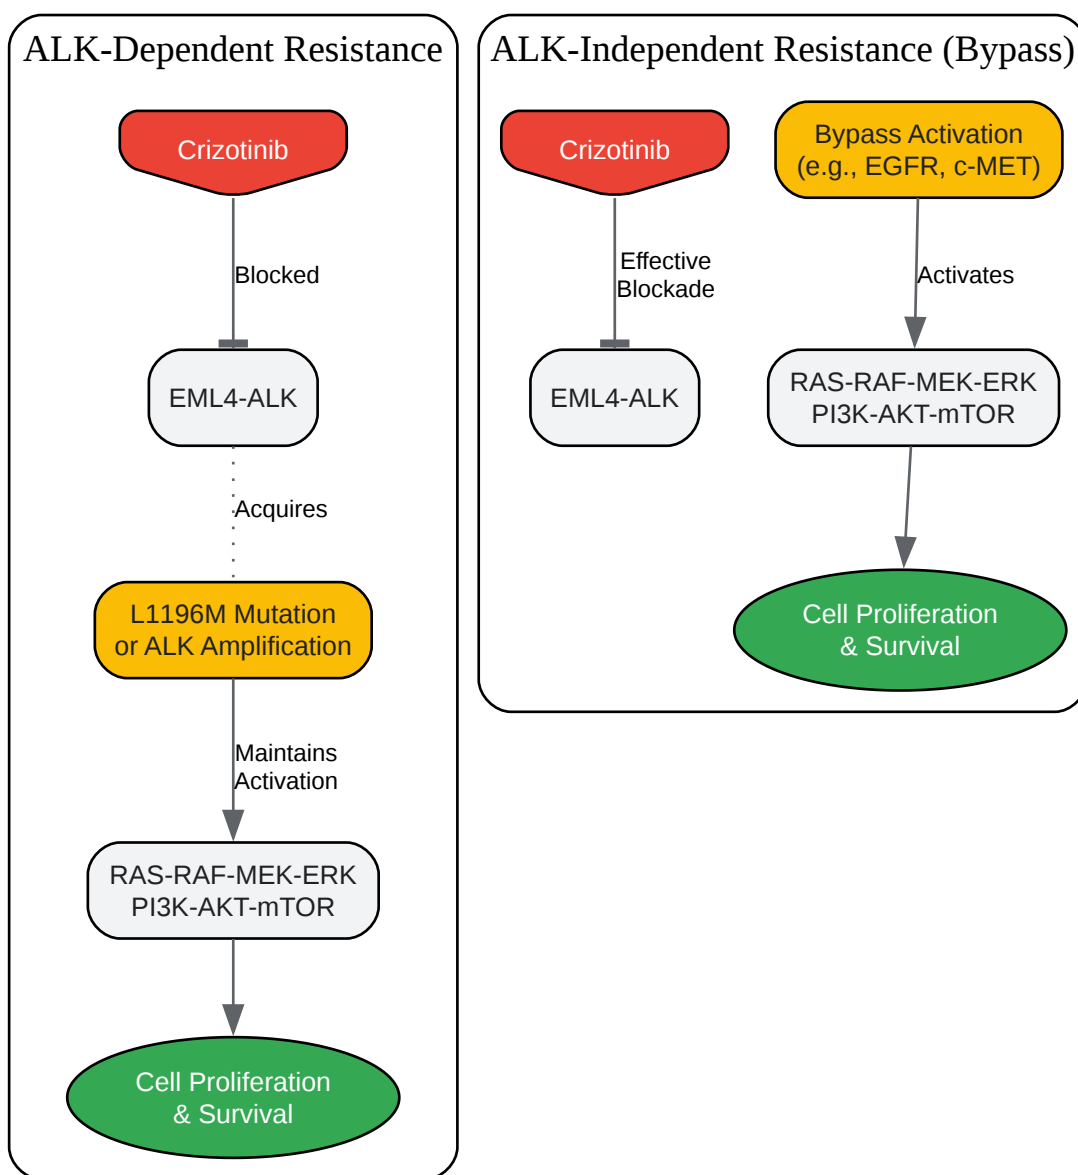 ALK-Dependent Resistance
Crizotinib
Blocked
EML4-ALK
Acquires
L1196M Mutation
or ALK Amplification
Maintains
Activation
RAS-RAF-MEK-ERK
PI3K-AKT-mTOR
Cell Proliferation
& Survival
ALK-Independent Resistance (Bypass)
Crizotinib
Effective
Blockade
EML4-ALK
Bypass Activation
(e.g., EGFR, c-MET)
Activates
RAS-RAF-MEK-ERK
PI3K-AKT-mTOR
Cell Proliferation
& Survival